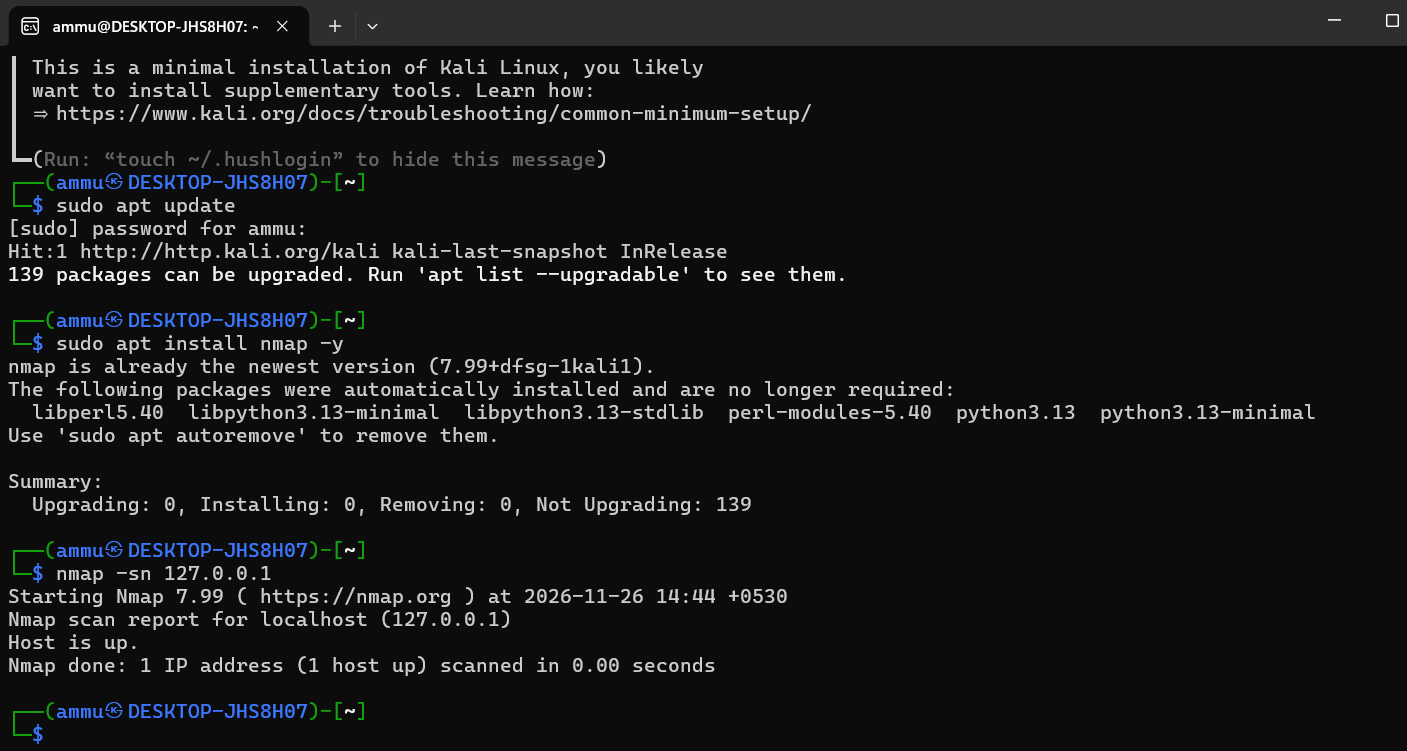 ammu@DESKTOP-JHS8H07: ~
This is a minimal installation of Kali Linux, you likely
want to install supplementary tools. Learn how:
⇒ https://www.kali.org/docs/troubleshooting/common-minimum-setup/
(Run: “touch ~/.hushlogin” to hide this message)
┌──(ammu㉿DESKTOP-JHS8H07)-[~]
└─$ sudo apt update
[sudo] password for ammu:
Hit:1 http://http.kali.org/kali kali-last-snapshot InRelease
139 packages can be upgraded. Run 'apt list --upgradable' to see them.
┌──(ammu㉿DESKTOP-JHS8H07)-[~]
└─$ sudo apt install nmap -y
nmap is already the newest version (7.99+dfsg-1kali1).
The following packages were automatically installed and are no longer required:
libperl5.40 libpython3.13-minimal libpython3.13-stdlib perl-modules-5.40 python3.13 python3.13-minimal
Use 'sudo apt autoremove' to remove them.
Summary:
Upgrading: 0, Installing: 0, Removing: 0, Not Upgrading: 139
┌──(ammu㉿DESKTOP-JHS8H07)-[~]
└─$ nmap -sn 127.0.0.1
Starting Nmap 7.99 ( https://nmap.org ) at 2026-11-26 14:44 +0530
Nmap scan report for localhost (127.0.0.1)
Host is up.
Nmap done: 1 IP address (1 host up) scanned in 0.00 seconds
┌──(ammu㉿DESKTOP-JHS8H07)-[~]
└─$